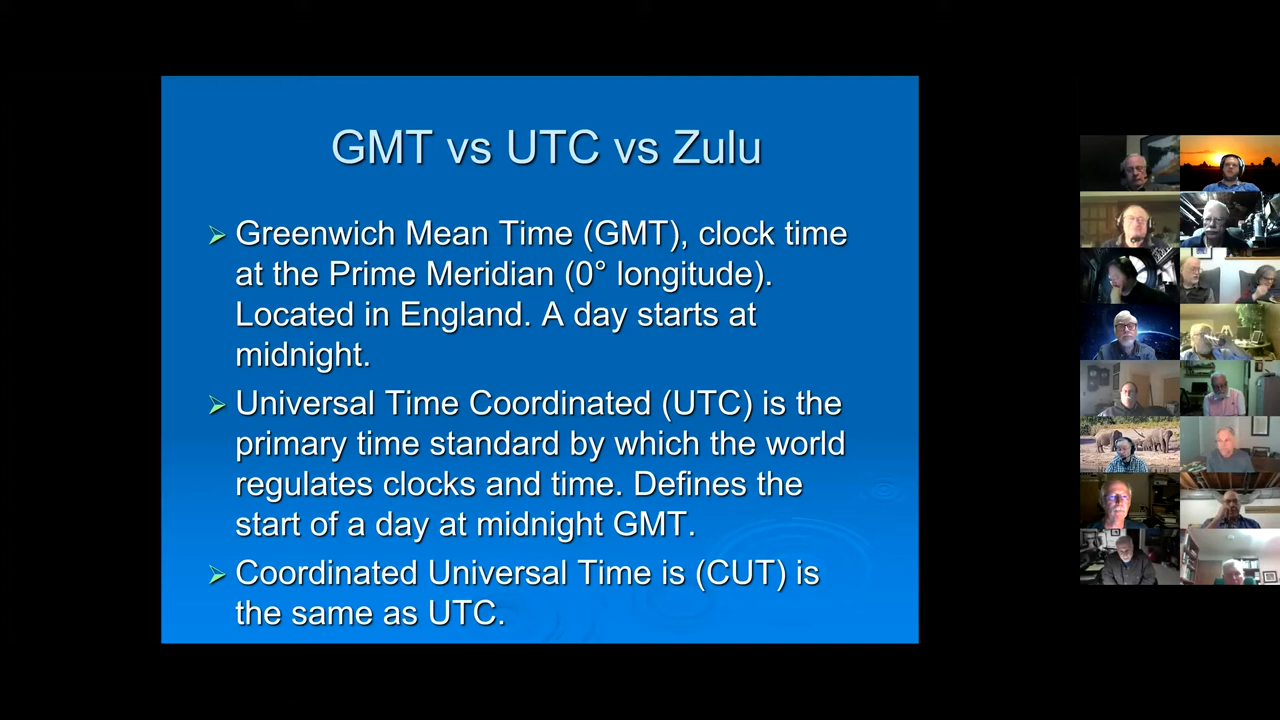 GMT vs UTC vs Zulu
Greenwich Mean Time (GMT), clock time
at the Prime Meridian (0° longitude).
Located in England. A day starts at
midnight.
Universal Time Coordinated (UTC) is the
primary time standard by which the world
regulates clocks and time. Defines the
start of a day at midnight GMT.
Coordinated Universal Time is (CUT) is
the same as UTC.